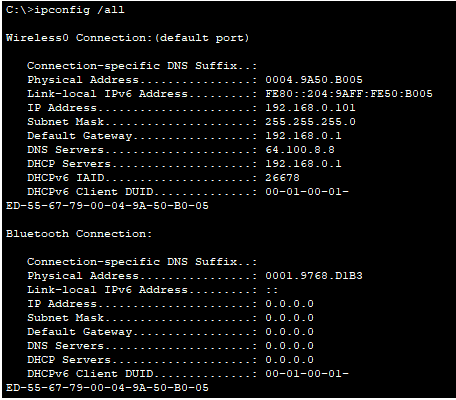 C:\>ipconfig /all
Wireless0 Connection:(default port)
Connection-specific DNS Suffix..:
Physical Address................: 0004.9A50.B005
Link-local IPv6 Address.........: FE80::204:9AFF:FE50:B005
IP Address......................: 192.168.0.101
Subnet Mask.....................: 255.255.255.0
Default Gateway.................: 192.168.0.1
DNS Servers.....................: 64.100.8.8
DHCP Servers....................: 192.168.0.1
DHCPv6 IAID.....................: 26678
DHCPv6 Client DUID..............: 00-01-00-01-
ED-55-67-79-00-04-9A-50-B0-05
Bluetooth Connection:
Connection-specific DNS Suffix..:
Physical Address................: 0001.9768.D1B3
Link-local IPv6 Address.........: ::
IP Address......................: 0.0.0.0
Subnet Mask.....................: 0.0.0.0
Default Gateway.................: 0.0.0.0
DNS Servers.....................: 0.0.0.0
DHCP Servers....................: 0.0.0.0
DHCPv6 Client DUID..............: 00-01-00-01-
ED-55-67-79-00-04-9A-50-B0-05